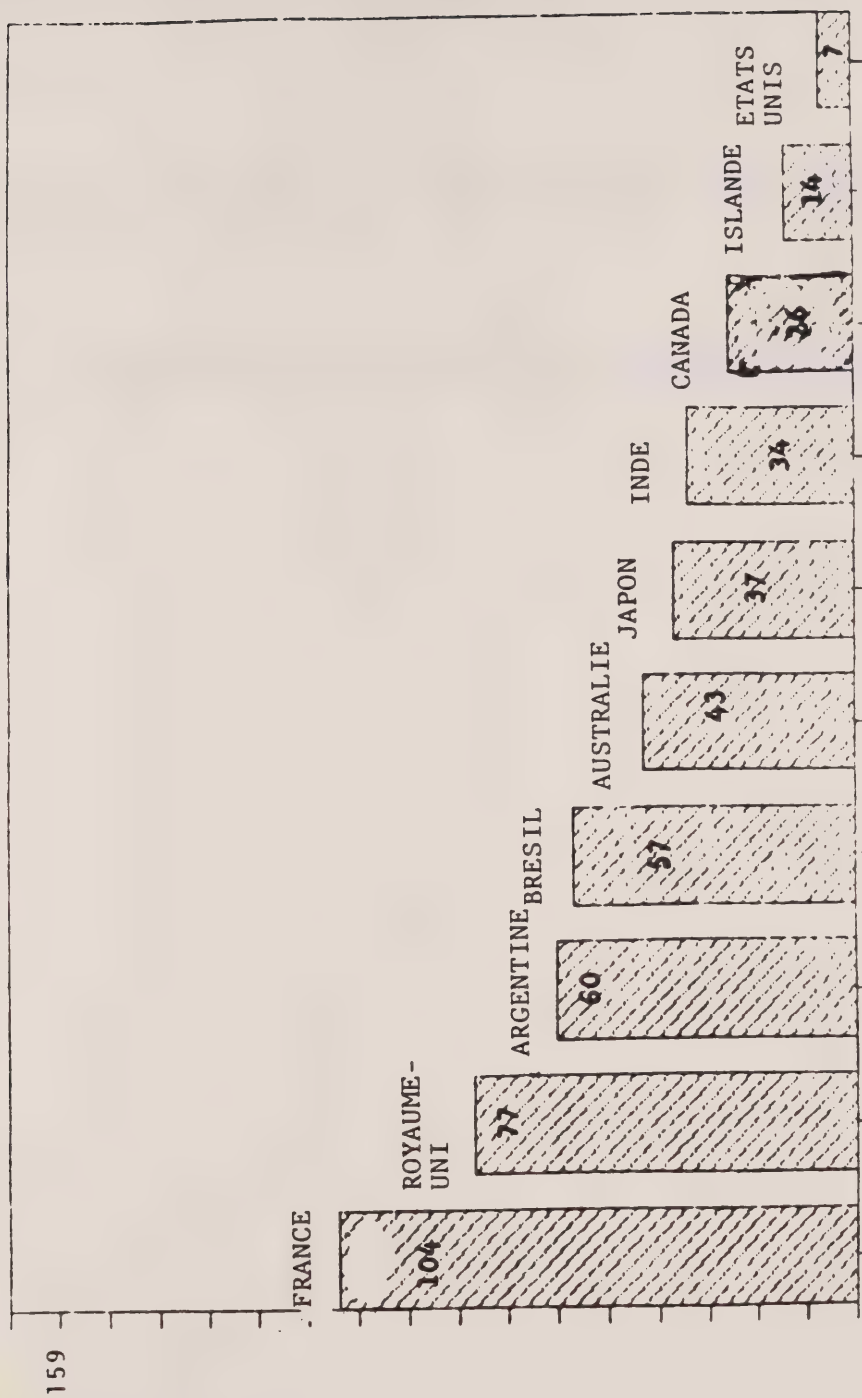 159
FRANCE
104
ROYAUME-
UNI
77
ARGENTINE
60
BRESIL
57
AUSTRALIE
43
JAPON
37
INDE
34
CANADA
26
ISLANDE
14
ETATS
UNIS
7